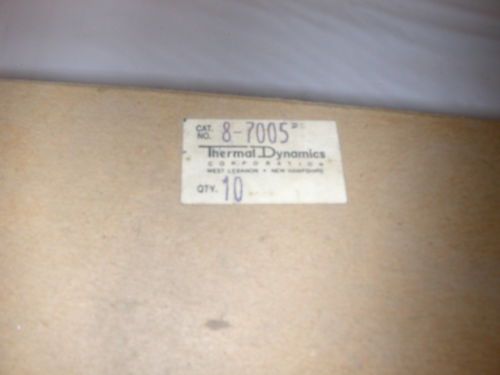 CAT. NO. 8-7005
Thermal Dynamics
CORPORATION
WEST LEBANON • NEW HAMPSHIRE
QTY. 10